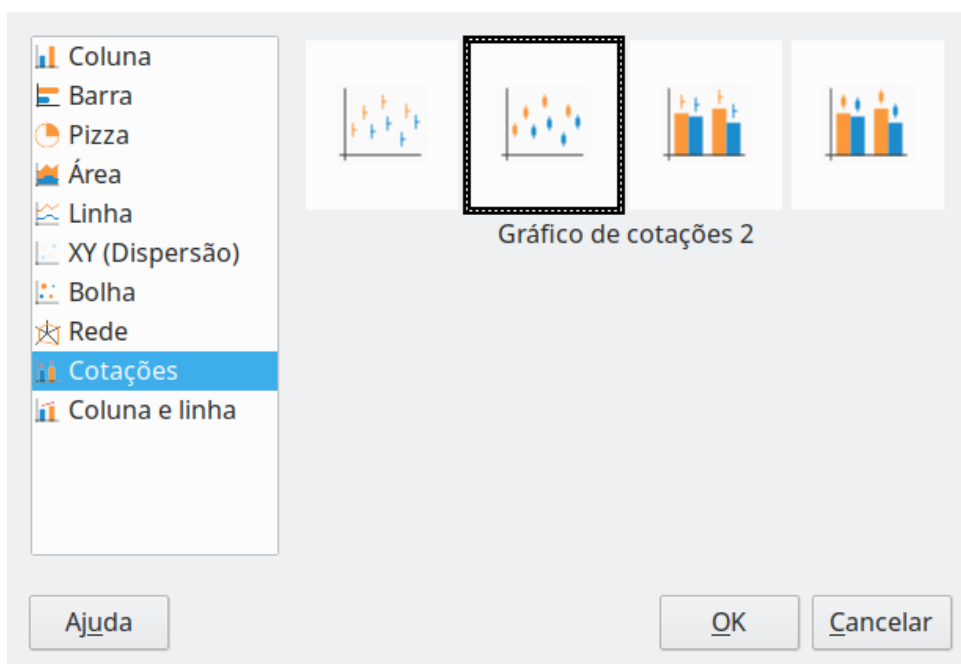 Coluna
Barra
Pizza
Área
Linha
XY (Dispersão)
Bolha
Rede
Cotações
Coluna e linha
Gráfico de cotações 2
Ajuda
OK
Cancelar